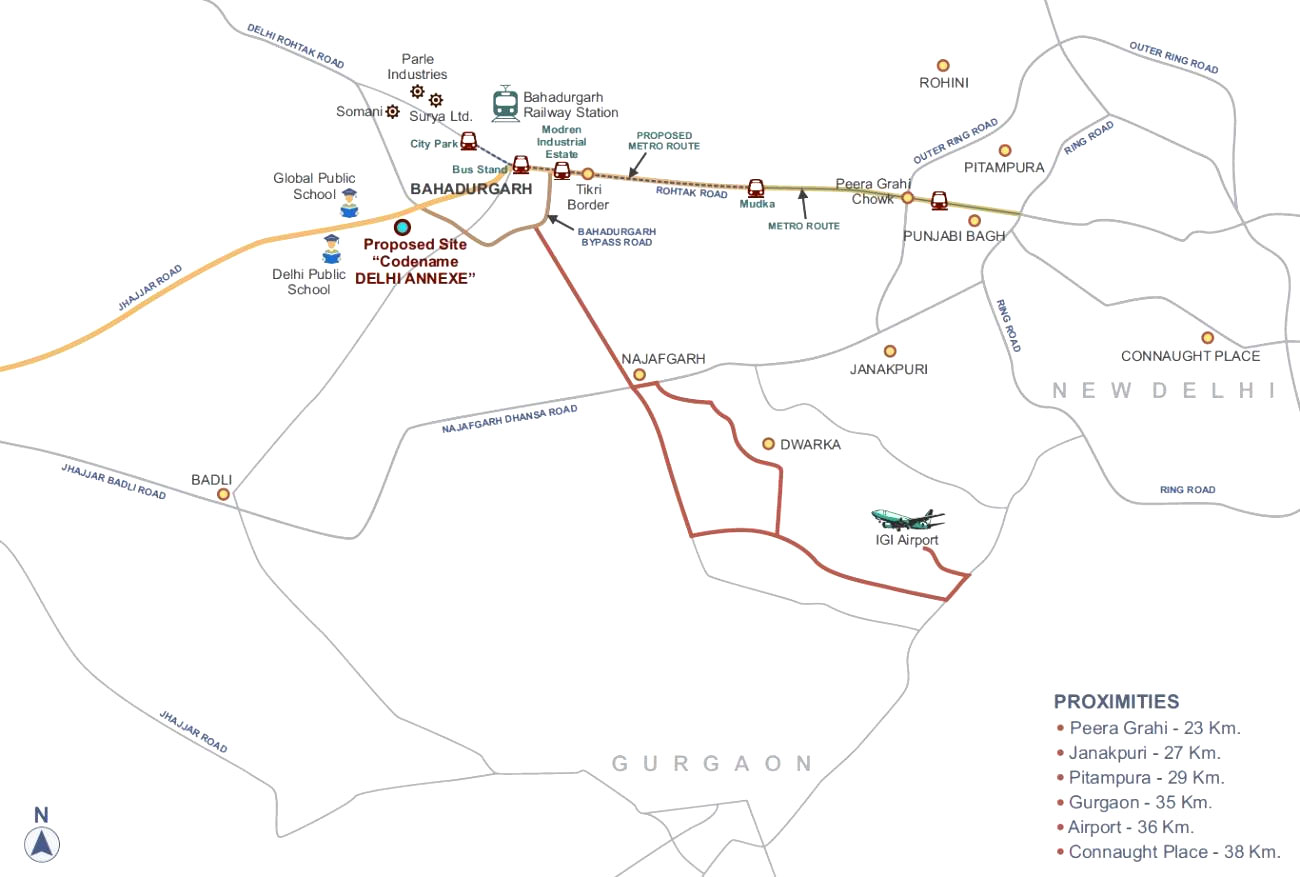 DELHI ROHTAK ROAD
Parle
Industries
Somani
Surya Ltd.
Bahadurgarh
Railway Station
City Park
Modren
Industrial
Estate
Bus Stand
BAHADURGARH
Tikri
Border
PROPOSED
METRO ROUTE
ROHTAK ROAD
Mudka
METRO ROUTE
Peera Grahi
Chowk
PUNJABI BAGH
ROHINI
OUTER RING ROAD
OUTER RING ROAD
RING ROAD
PITAMPURA
Global Public
School
Delhi Public
School
Proposed Site
“Codename
DELHI ANNEXE”
BAHADURGARH
BYPASS ROAD
JHAJJAR ROAD
RING ROAD
CONNAUGHT PLACE
NEW DELHI
NAJAFGARH
JANAKPURI
NAJAFGARH DHANSA ROAD
DWARKA
BADLI
JHAJJAR BADLI ROAD
RING ROAD
IGI Airport
JHAJJAR ROAD
GURGAON
N
PROXIMITIES
• Peera Grahi - 23 Km.
• Janakpuri - 27 Km.
• Pitampura - 29 Km.
• Gurgaon - 35 Km.
• Airport - 36 Km.
• Connaught Place - 38 Km.